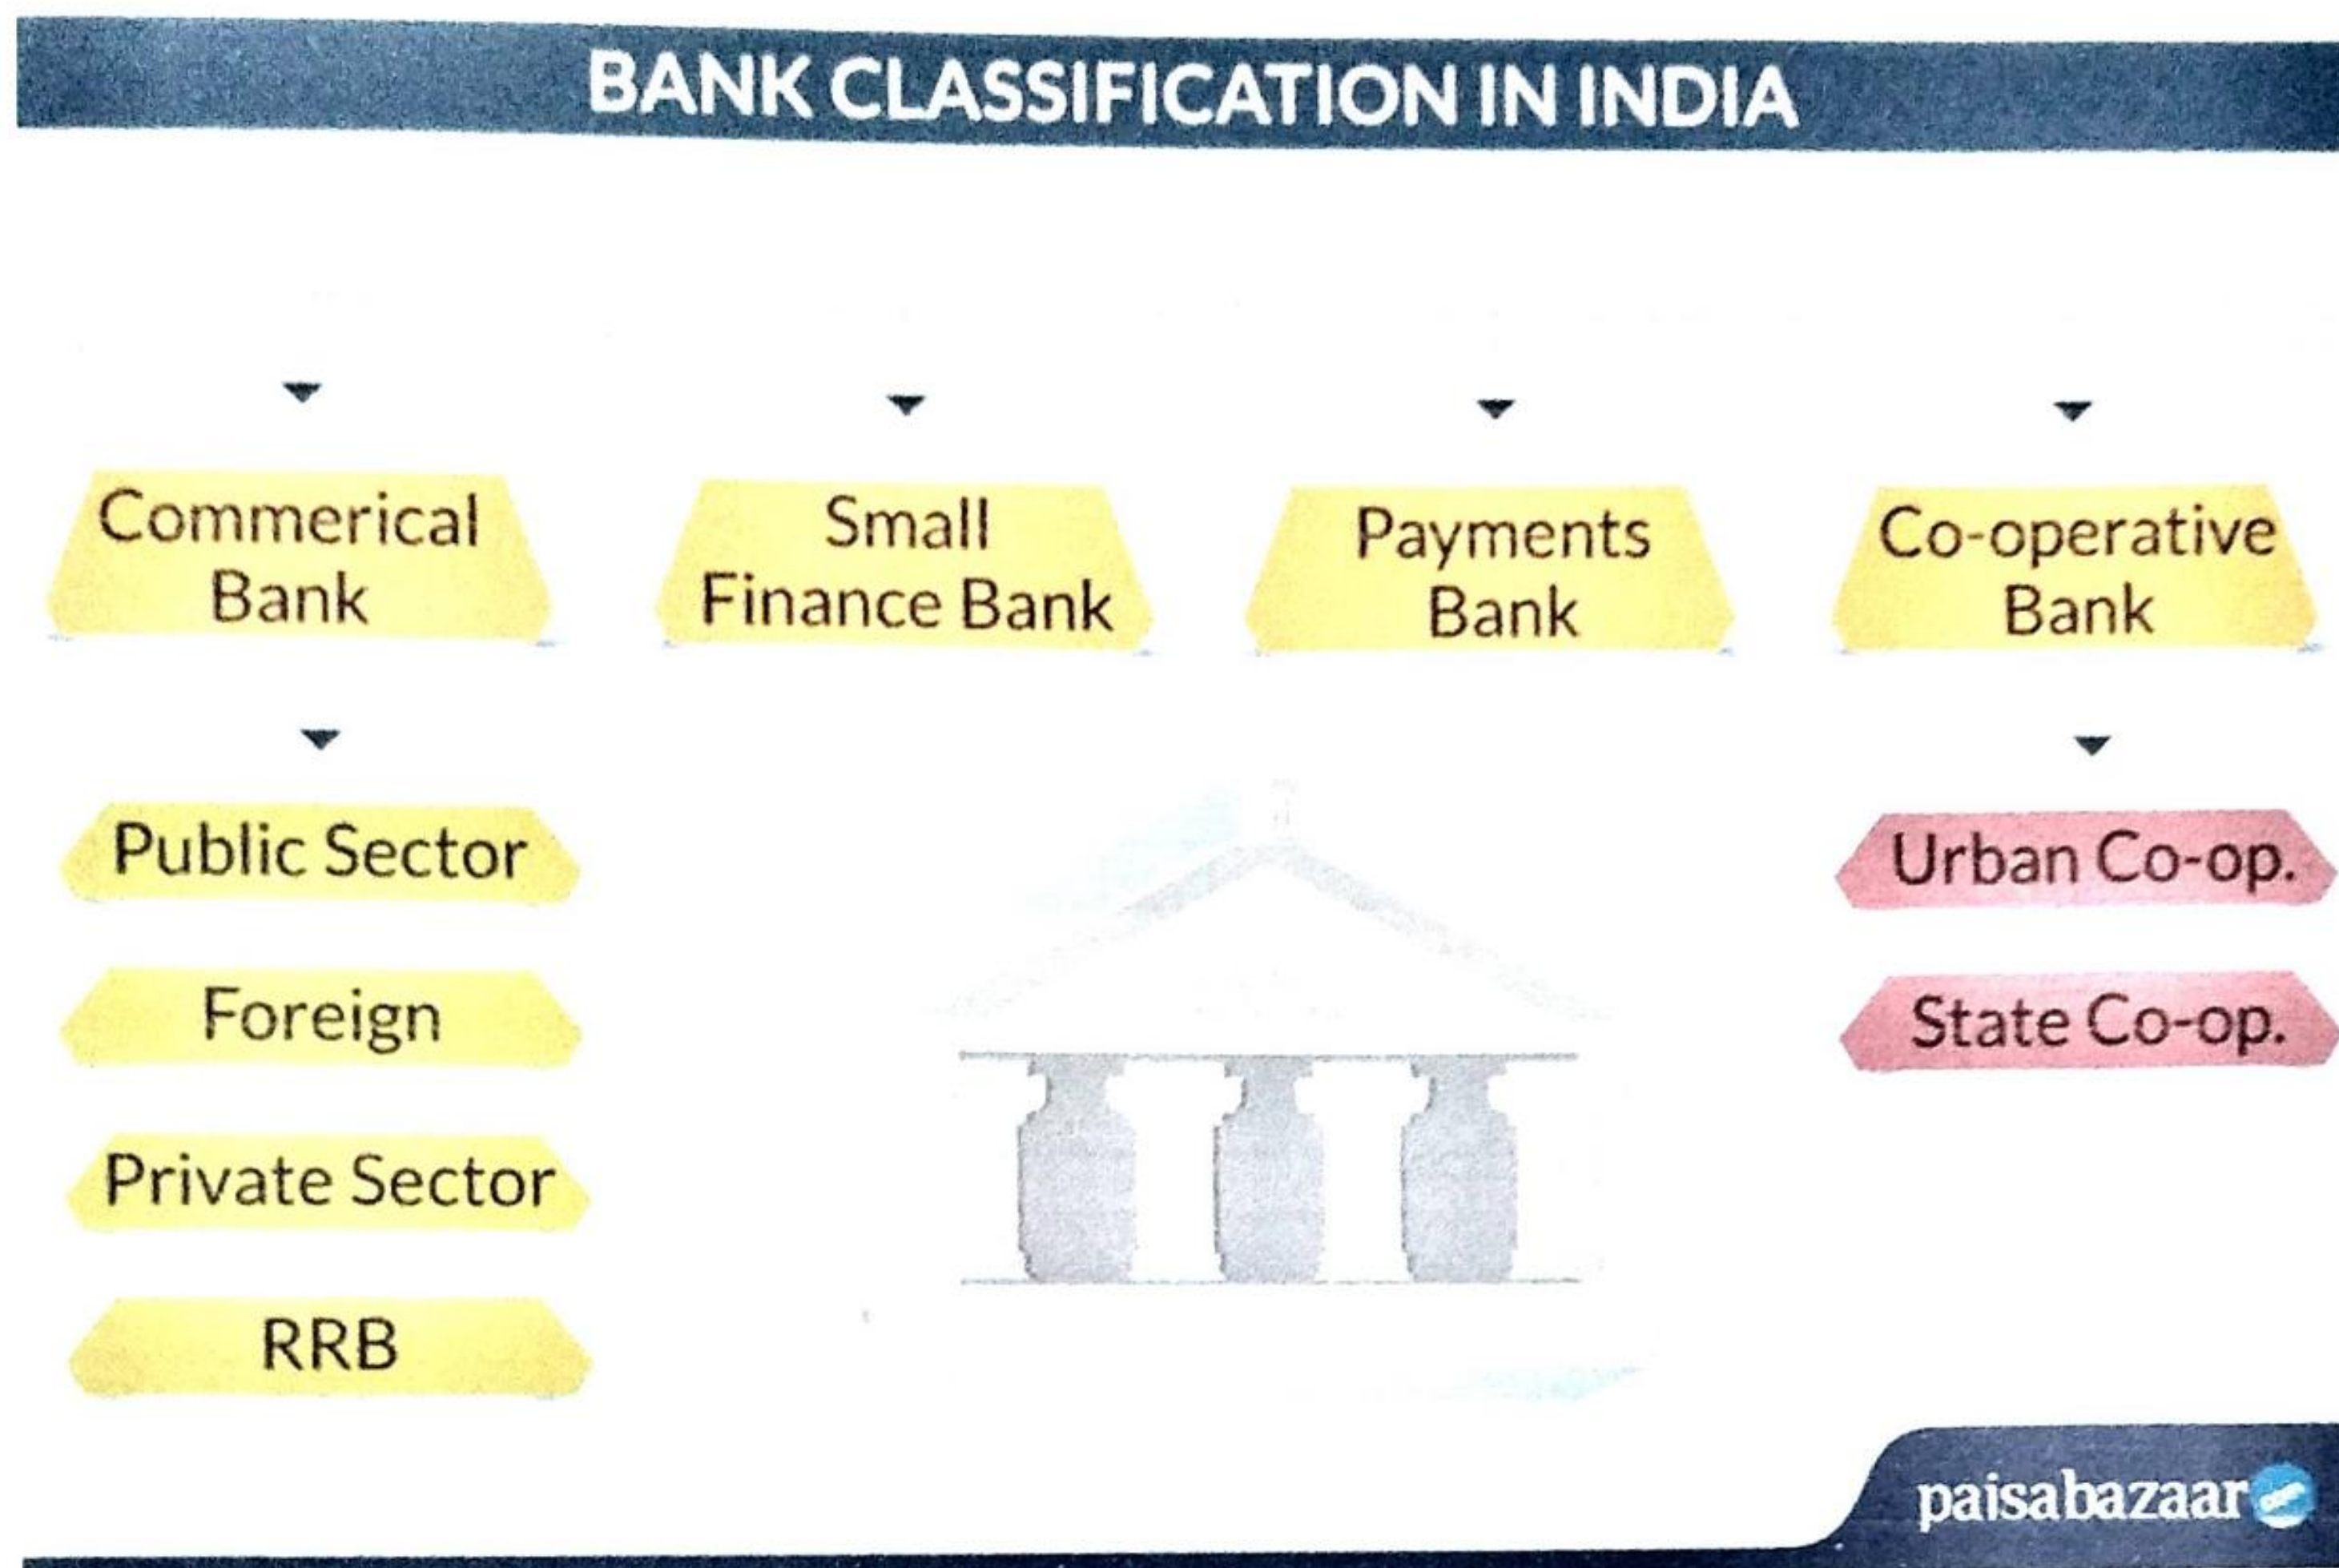 BANK CLASSIFICATION IN INDIA
Commerical
Bank
Small
Finance Bank
Payments
Bank
Co-operative
Bank
Public Sector
Foreign
Private Sector
RRB
Urban Co-op.
State Co-op.
paisabazaar